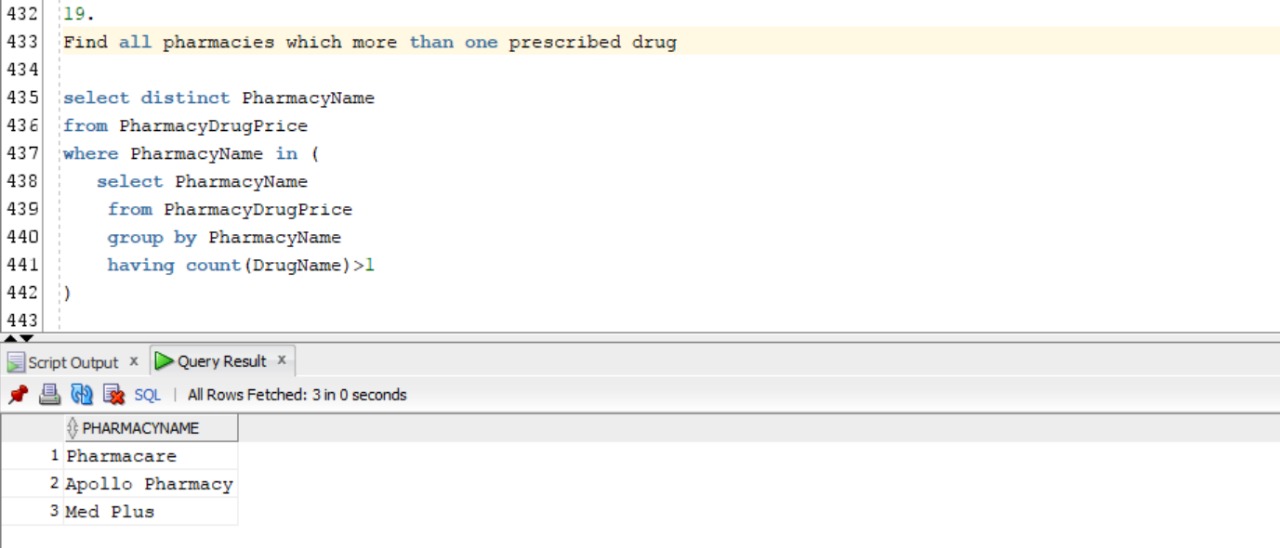 432 19.
433 Find all pharmacies which more than one prescribed drug
434
435 select distinct PharmacyName
436 from PharmacyDrugPrice
437 where PharmacyName in (
438 select PharmacyName
439 from PharmacyDrugPrice
440 group by PharmacyName
441 having count(DrugName)>1
442 )
443
Script Output x Query Result x
SQL | All Rows Fetched: 3 in 0 seconds
PHARMACYNAME
1 Pharmacare
2 Apollo Pharmacy
3 Med Plus